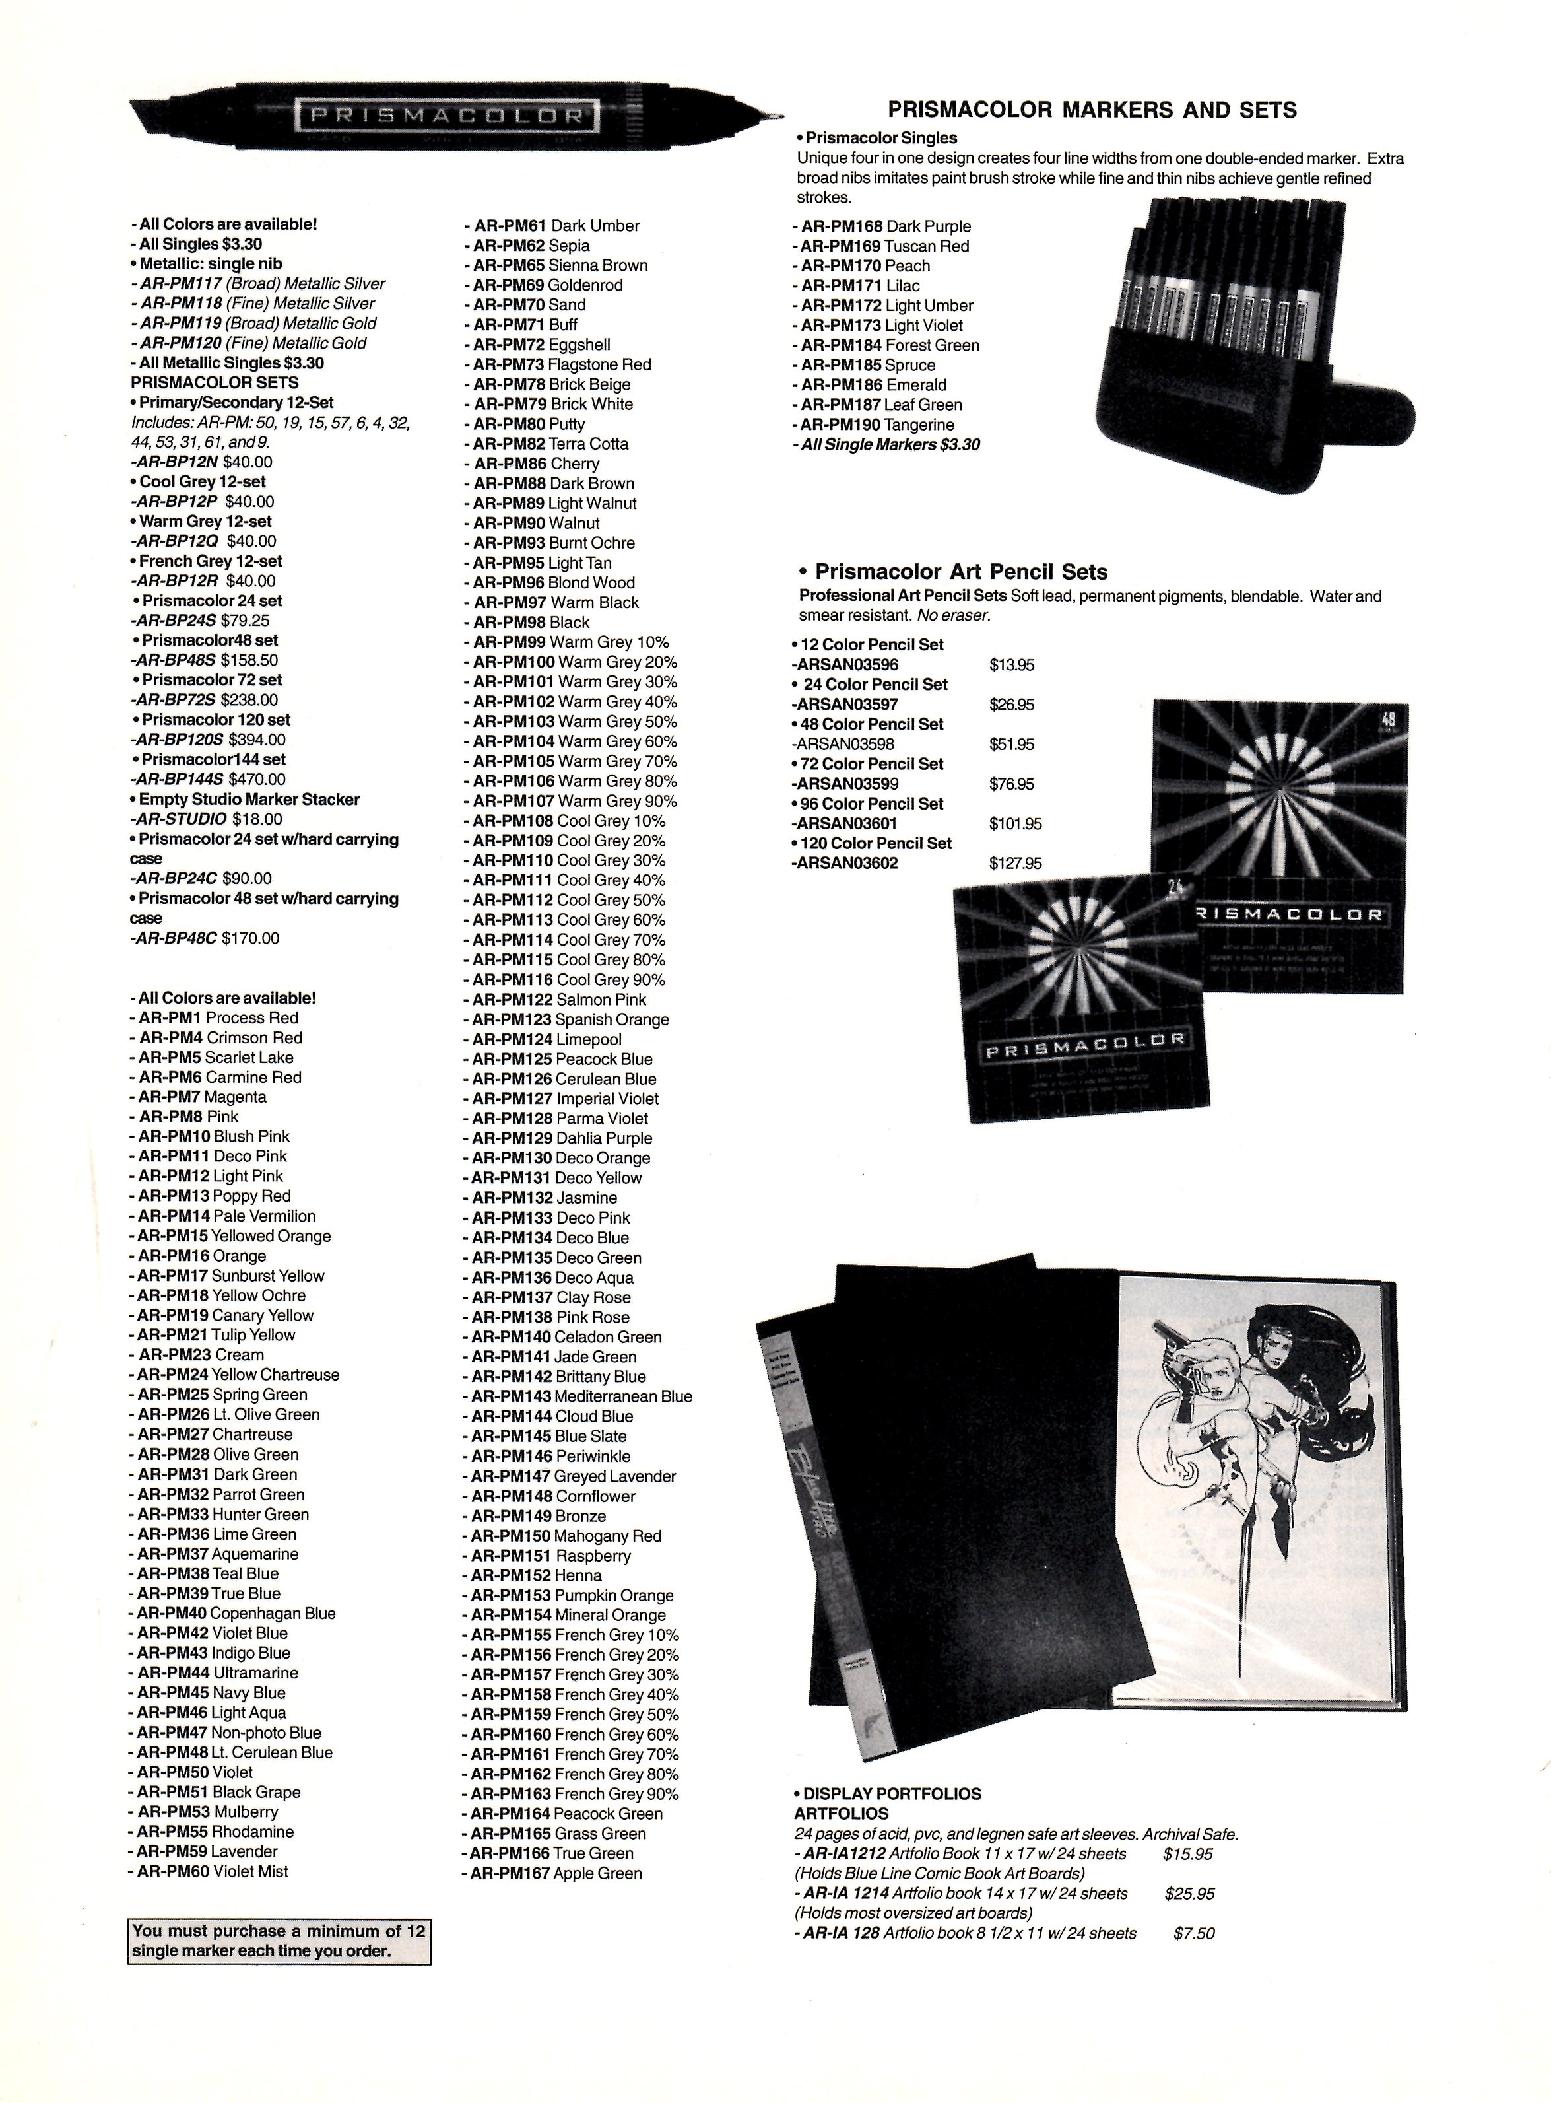 PRISMACOLOR
PRISMACOLOR MARKERS AND SETS
• Prismacolor Singles
Unique four in one design creates four line widths from one double-ended marker. Extra
broad nibs imitates paint brush stroke while fine and thin nibs achieve gentle refined
strokes.
- All Colors are available!
- All Singles $3.30
• Metallic: single nib
- AR-PM117 (Broad) Metallic Silver
- AR-PM118 (Fine) Metallic Silver
- AR-PM119 (Broad) Metallic Gold
- AR-PM120 (Fine) Metallic Gold
- All Metallic Singles $3.30
PRISMACOLOR SETS
• Primary/Secondary 12-Set
Includes: AR-PM: 50, 19, 15, 57, 6, 4, 32,
44, 53, 31, 61, and 9.
-AR-BP12N $40.00
• Cool Grey 12-set
-AR-BP12P $40.00
• Warm Grey 12-set
-AR-BP12Q $40.00
• French Grey 12-set
-AR-BP12R $40.00
• Prismacolor 24 set
-AR-BP24S $79.25
• Prismacolor48 set
-AR-BP48S $158.50
• Prismacolor 72 set
-AR-BP72S $238.00
• Prismacolor 120 set
-AR-BP120S $394.00
• Prismacolor144 set
-AR-BP144S $470.00
• Empty Studio Marker Stacker
-AR-STUDIO $18.00
• Prismacolor 24 set w/hard carrying
case
-AR-BP24C $90.00
• Prismacolor 48 set w/hard carrying
case
-AR-BP48C $170.00
- All Colors are available!
- AR-PM1 Process Red
- AR-PM4 Crimson Red
- AR-PM5 Scarlet Lake
- AR-PM6 Carmine Red
- AR-PM7 Magenta
- AR-PM8 Pink
- AR-PM10 Blush Pink
- AR-PM11 Deco Pink
- AR-PM12 Light Pink
- AR-PM13 Poppy Red
- AR-PM14 Pale Vermilion
- AR-PM15 Yellowed Orange
- AR-PM16 Orange
- AR-PM17 Sunburst Yellow
- AR-PM18 Yellow Ochre
- AR-PM19 Canary Yellow
- AR-PM21 Tulip Yellow
- AR-PM23 Cream
- AR-PM24 Yellow Chartreuse
- AR-PM25 Spring Green
- AR-PM26 Lt. Olive Green
- AR-PM27 Chartreuse
- AR-PM28 Olive Green
- AR-PM31 Dark Green
- AR-PM32 Parrot Green
- AR-PM33 Hunter Green
- AR-PM36 Lime Green
- AR-PM37 Aquemarine
- AR-PM38 Teal Blue
- AR-PM39 True Blue
- AR-PM40 Copenhagan Blue
- AR-PM42 Violet Blue
- AR-PM43 Indigo Blue
- AR-PM44 Ultramarine
- AR-PM45 Navy Blue
- AR-PM46 Light Aqua
- AR-PM47 Non-photo Blue
- AR-PM48 Lt. Cerulean Blue
- AR-PM50 Violet
- AR-PM51 Black Grape
- AR-PM53 Mulberry
- AR-PM55 Rhodamine
- AR-PM59 Lavender
- AR-PM60 Violet Mist
You must purchase a minimum of 12
single marker each time you order.
- AR-PM61 Dark Umber
- AR-PM62 Sepia
- AR-PM65 Sienna Brown
- AR-PM69 Goldenrod
- AR-PM70 Sand
- AR-PM71 Buff
- AR-PM72 Eggshell
- AR-PM73 Flagstone Red
- AR-PM78 Brick Beige
- AR-PM79 Brick White
- AR-PM80 Putty
- AR-PM82 Terra Cotta
- AR-PM86 Cherry
- AR-PM88 Dark Brown
- AR-PM89 Light Walnut
- AR-PM90 Walnut
- AR-PM93 Burnt Ochre
- AR-PM95 Light Tan
- AR-PM96 Blond Wood
- AR-PM97 Warm Black
- AR-PM98 Black
- AR-PM99 Warm Grey 10%
- AR-PM100 Warm Grey 20%
- AR-PM101 Warm Grey 30%
- AR-PM102 Warm Grey 40%
- AR-PM103 Warm Grey 50%
- AR-PM104 Warm Grey 60%
- AR-PM105 Warm Grey 70%
- AR-PM106 Warm Grey 80%
- AR-PM107 Warm Grey 90%
- AR-PM108 Cool Grey 10%
- AR-PM109 Cool Grey 20%
- AR-PM110 Cool Grey 30%
- AR-PM111 Cool Grey 40%
- AR-PM112 Cool Grey 50%
- AR-PM113 Cool Grey 60%
- AR-PM114 Cool Grey 70%
- AR-PM115 Cool Grey 80%
- AR-PM116 Cool Grey 90%
- AR-PM122 Salmon Pink
- AR-PM123 Spanish Orange
- AR-PM124 Limepool
- AR-PM125 Peacock Blue
- AR-PM126 Cerulean Blue
- AR-PM127 Imperial Violet
- AR-PM128 Parma Violet
- AR-PM129 Dahlia Purple
- AR-PM130 Deco Orange
- AR-PM131 Deco Yellow
- AR-PM132 Jasmine
- AR-PM133 Deco Pink
- AR-PM134 Deco Blue
- AR-PM135 Deco Green
- AR-PM136 Deco Aqua
- AR-PM137 Clay Rose
- AR-PM138 Pink Rose
- AR-PM140 Celadon Green
- AR-PM141 Jade Green
- AR-PM142 Brittany Blue
- AR-PM143 Mediterranean Blue
- AR-PM144 Cloud Blue
- AR-PM145 Blue Slate
- AR-PM146 Periwinkle
- AR-PM147 Greyed Lavender
- AR-PM148 Cornflower
- AR-PM149 Bronze
- AR-PM150 Mahogany Red
- AR-PM151 Raspberry
- AR-PM152 Henna
- AR-PM153 Pumpkin Orange
- AR-PM154 Mineral Orange
- AR-PM155 French Grey 10%
- AR-PM156 French Grey 20%
- AR-PM157 French Grey 30%
- AR-PM158 French Grey 40%
- AR-PM159 French Grey 50%
- AR-PM160 French Grey 60%
- AR-PM161 French Grey 70%
- AR-PM162 French Grey 80%
- AR-PM163 French Grey 90%
- AR-PM164 Peacock Green
- AR-PM165 Grass Green
- AR-PM166 True Green
- AR-PM167 Apple Green
- AR-PM168 Dark Purple
- AR-PM169 Tuscan Red
- AR-PM170 Peach
- AR-PM171 Lilac
- AR-PM172 Light Umber
- AR-PM173 Light Violet
- AR-PM184 Forest Green
- AR-PM185 Spruce
- AR-PM186 Emerald
- AR-PM187 Leaf Green
- AR-PM190 Tangerine
- All Single Markers $3.30
• Prismacolor Art Pencil Sets
Professional Art Pencil Sets Soft lead, permanent pigments, blendable. Water and
smear resistant. No eraser.
• 12 Color Pencil Set
-ARSAN03596 $13.95
• 24 Color Pencil Set
-ARSAN03597 $26.95
• 48 Color Pencil Set
-ARSAN03598 $51.95
• 72 Color Pencil Set
-ARSAN03599 $76.95
• 96 Color Pencil Set
-ARSAN03601 $101.95
• 120 Color Pencil Set
-ARSAN03602 $127.95
48
RISMACOLOR
24
PRISMACOLOR
Blue line
• DISPLAY PORTFOLIOS
ARTFOLIOS
24 pages of acid, pvc, and legnen safe art sleeves. Archival Safe.
- AR-IA1212 Artfolio Book 11 x 17 w/ 24 sheets $15.95
(Holds Blue Line Comic Book Art Boards)
- AR-IA 1214 Artfolio book 14 x 17 w/ 24 sheets $25.95
(Holds most oversized art boards)
- AR-IA 128 Artfolio book 8 1/2 x 11 w/ 24 sheets $7.50